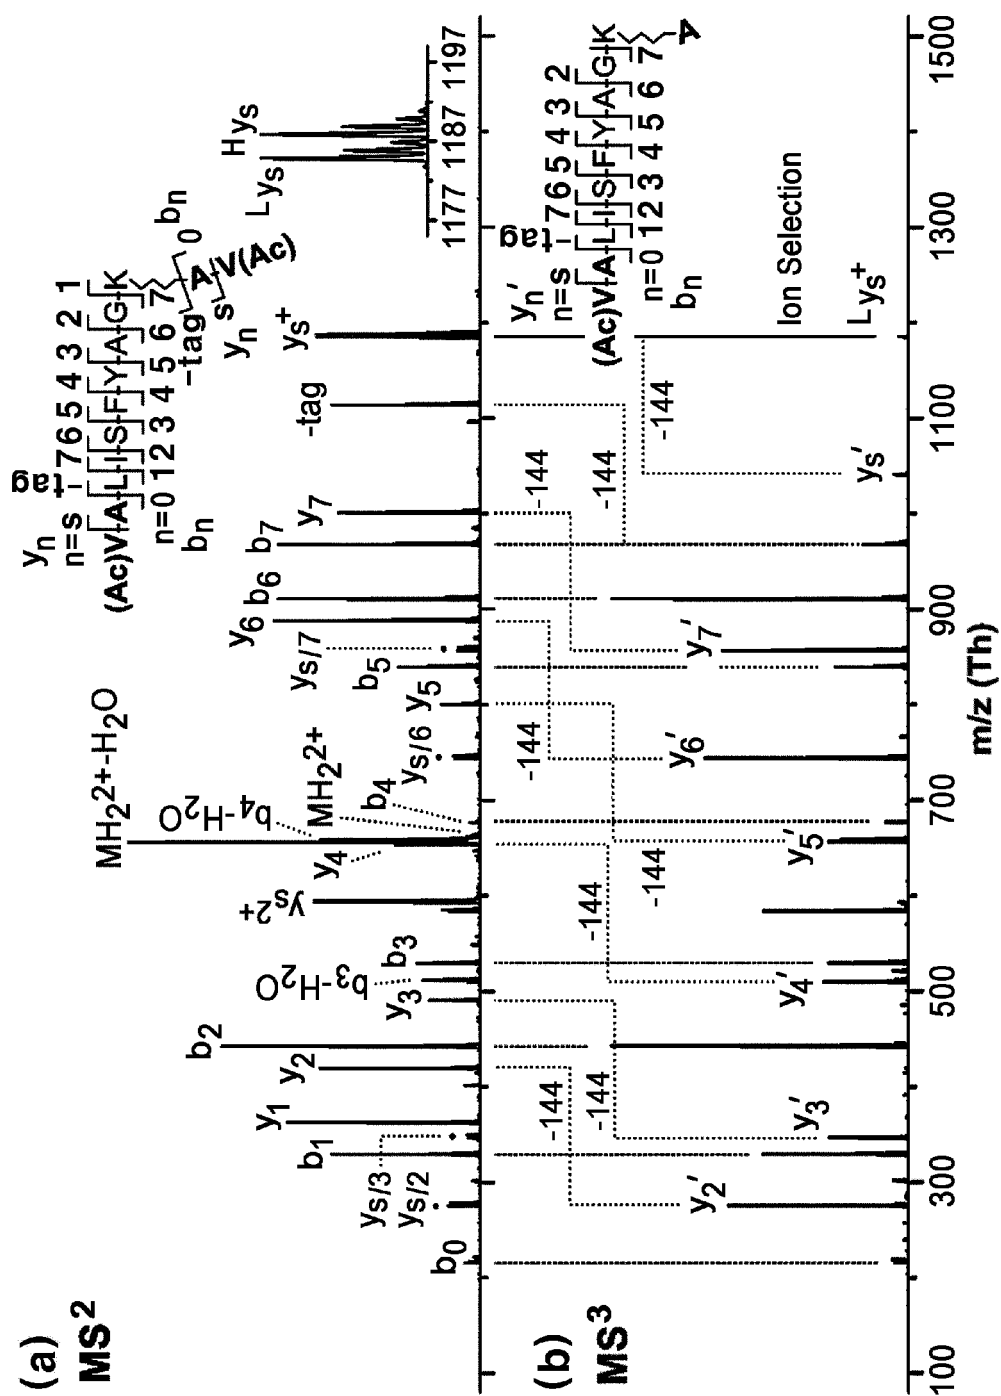 (a)
MS2
yn
n=s
-tag
7 6 5 4 3 2 1
(Ac)V-A-L-I-S-F-Y-A-G-K
n=0 1 2 3 4 5 6 7
bn
-tag
A-V(Ac)
s
0
yn
bn
Lys
Hys
1177 1187 1197
b0
ys/2
ys/3
b1
y1
y2
b2
y3
b3-H2O
b3
ys2+
y4
b4-H2O
MH22+-H2O
MH22+
b4
ys/6
y5
b5
ys/7
y6
b6
b7
y7
-tag
ys+
(b)
MS3
yn'
n=s
-tag
7 6 5 4 3 2
(Ac)V-A-L-I-S-F-Y-A-G-K
A
n=0 1 2 3 4 5 6 7
bn
-144
-144
-144
-144
-144
-144
-144
-144
y2'
y3'
y4'
y5'
y6'
y7'
ys'
Ion Selection
Lys+
100 300 500 700 900 1100 1300 1500
m/z (Th)